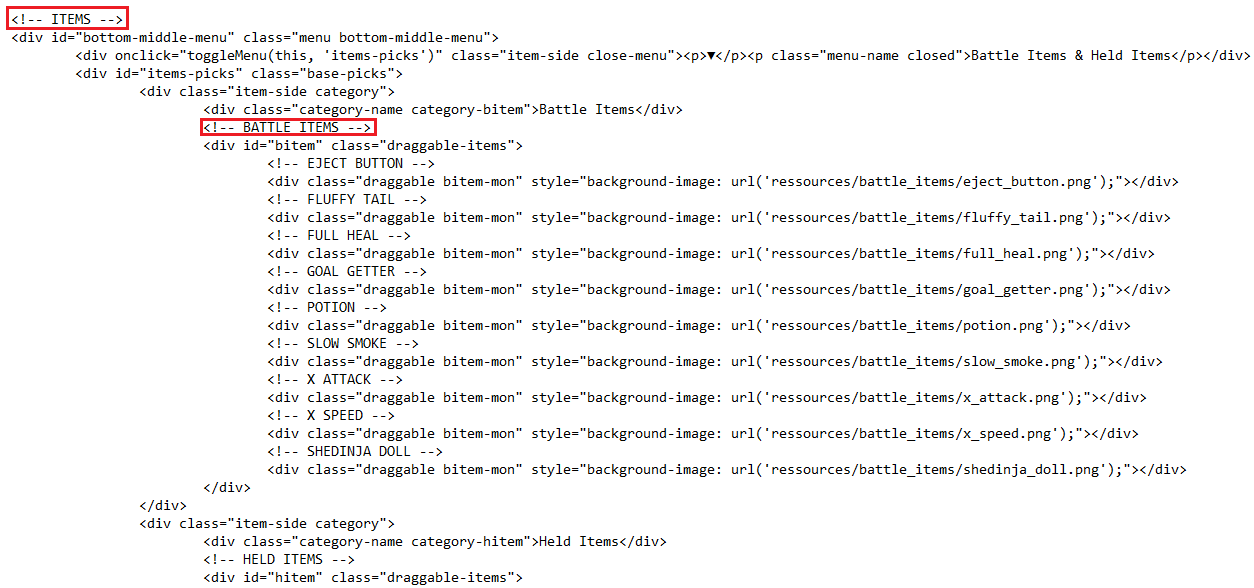 <!-- ITEMS -->
<div id="bottom-middle-menu" class="menu bottom-middle-menu">
<div onclick="toggleMenu(this, 'items-picks')" class="item-side close-menu"><p>▼</p><p class="menu-name closed">Battle Items & Held Items</p></div>
<div id="items-picks" class="base-picks">
<div class="item-side category">
<div class="category-name category-bitem">Battle Items</div>
<!-- BATTLE ITEMS -->
<div id="bitem" class="draggable-items">
<!-- EJECT BUTTON -->
<div class="draggable bitem-mon" style="background-image: url('ressources/battle_items/eject_button.png');"></div>
<!-- FLUFFY TAIL -->
<div class="draggable bitem-mon" style="background-image: url('ressources/battle_items/fluffy_tail.png');"></div>
<!-- FULL HEAL -->
<div class="draggable bitem-mon" style="background-image: url('ressources/battle_items/full_heal.png');"></div>
<!-- GOAL GETTER -->
<div class="draggable bitem-mon" style="background-image: url('ressources/battle_items/goal_getter.png');"></div>
<!-- POTION -->
<div class="draggable bitem-mon" style="background-image: url('ressources/battle_items/potion.png');"></div>
<!-- SLOW SMOKE -->
<div class="draggable bitem-mon" style="background-image: url('ressources/battle_items/slow_smoke.png');"></div>
<!-- X ATTACK -->
<div class="draggable bitem-mon" style="background-image: url('ressources/battle_items/x_attack.png');"></div>
<!-- X SPEED -->
<div class="draggable bitem-mon" style="background-image: url('ressources/battle_items/x_speed.png');"></div>
<!-- SHEDINJA DOLL -->
<div class="draggable bitem-mon" style="background-image: url('ressources/battle_items/shedinja_doll.png');"></div>
</div>
</div>
<div class="item-side category">
<div class="category-name category-hitem">Held Items</div>
<!-- HELD ITEMS -->
<div id="hitem" class="draggable-items">